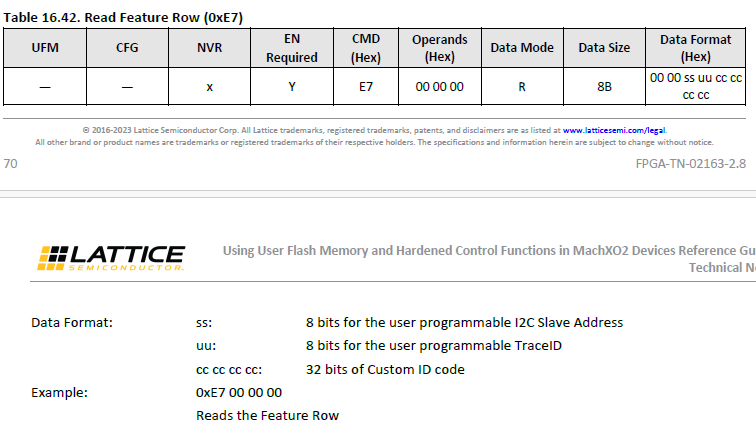 Table 16.42. Read Feature Row (0xE7)
UFM CFG NVR EN Required CMD (Hex) Operands (Hex) Data Mode Data Size Data Format (Hex)
— — x Y E7 00 00 00 R 8B 00 00 ss uu cc cc cc cc
© 2016-2023 Lattice Semiconductor Corp. All Lattice trademarks, registered trademarks, patents, and disclaimers are as listed at www.latticesemi.com/legal.
All other brand or product names are trademarks or registered trademarks of their respective holders. The specifications and information herein are subject to change without notice.
70 FPGA-TN-02163-2.8
LATTICE
SEMICONDUCTOR.
Using User Flash Memory and Hardened Control Functions in MachXO2 Devices Reference Gu
Technical N
Data Format: ss: 8 bits for the user programmable I2C Slave Address
uu: 8 bits for the user programmable TraceID
cc cc cc cc: 32 bits of Custom ID code
Example: 0xE7 00 00 00
Reads the Feature Row